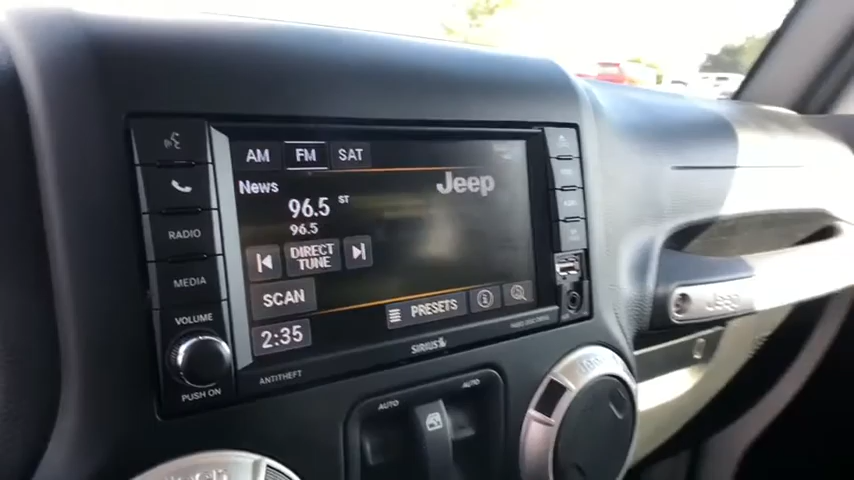 AM FM SAT
News
96.5 ST
Jeep
96.5
DIRECT
TUNE
SCAN
PRESETS
2:35
RADIO
MEDIA
VOLUME
PUSH ON
ANTITHEFT
SIRIUS
AUTO AUTO
Jeep
Jeep